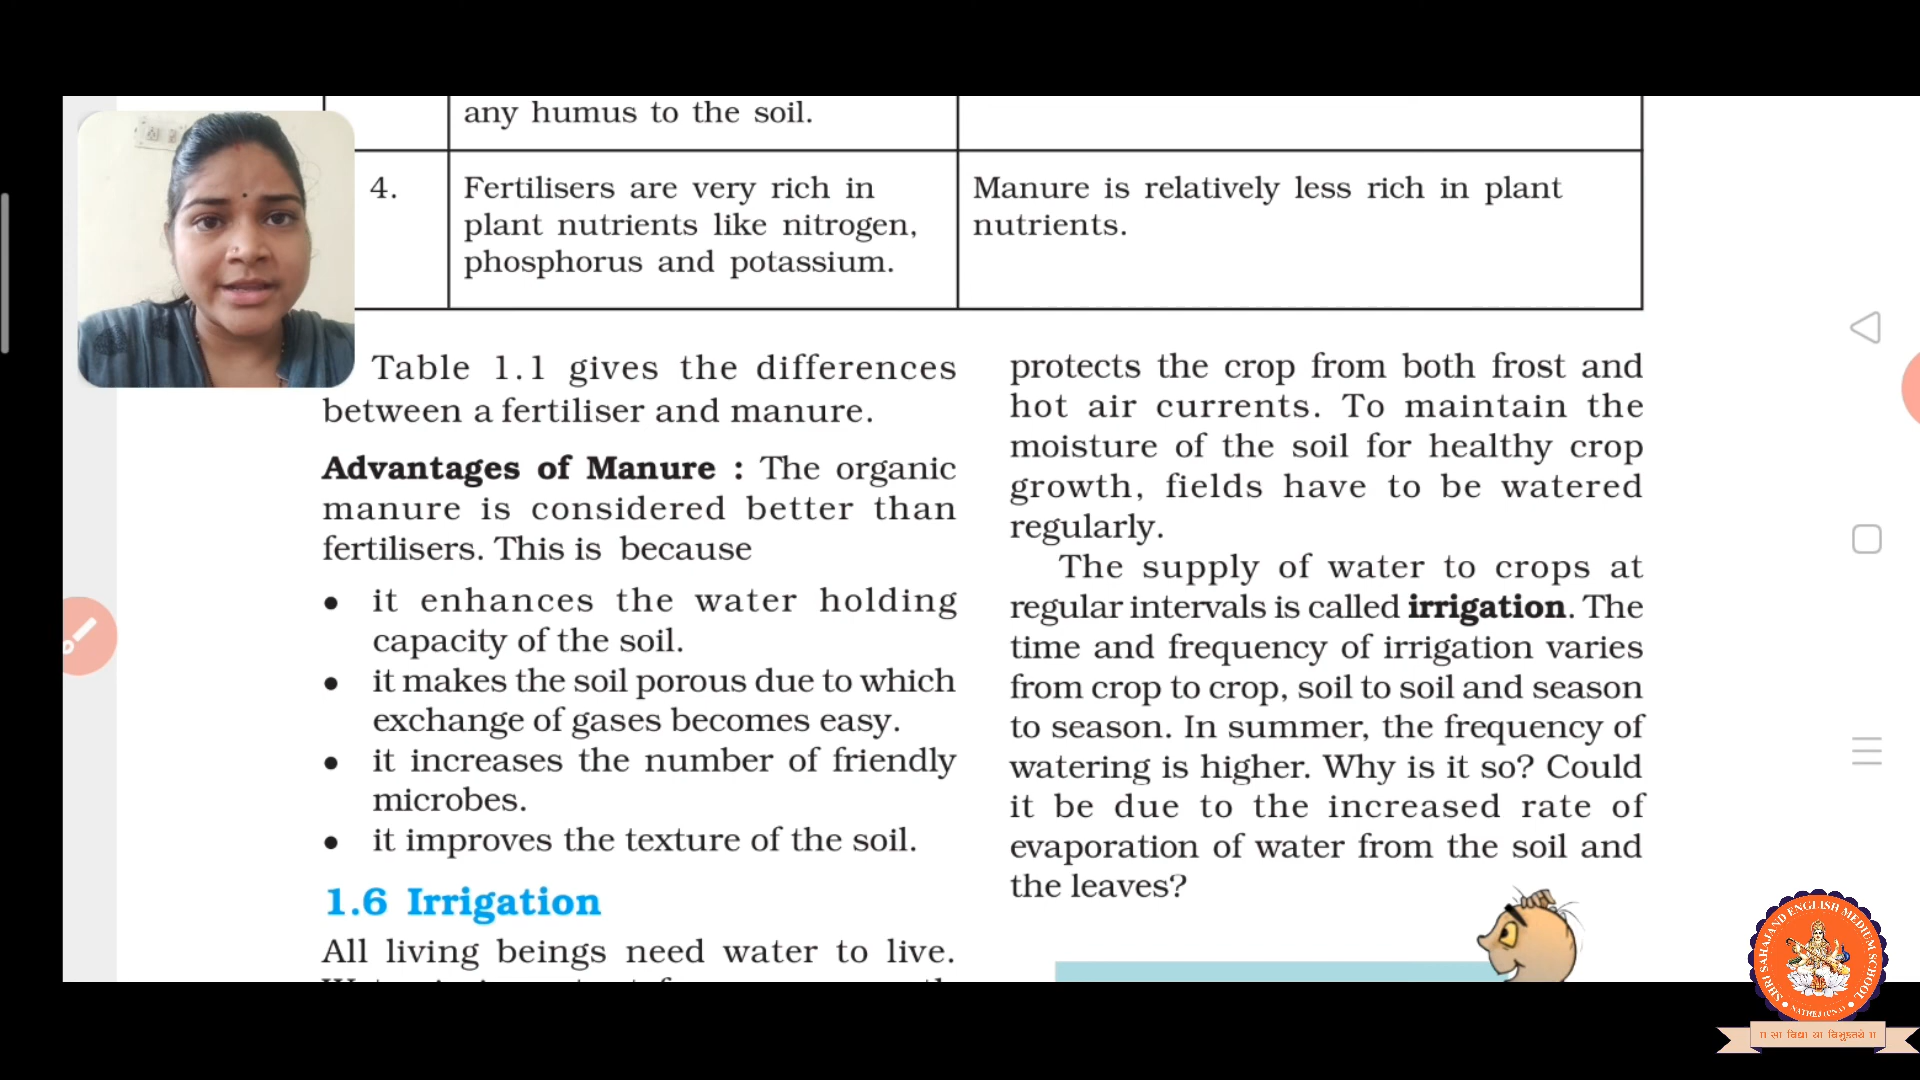 any humus to the soil.
4.
Fertilisers are very rich in
plant nutrients like nitrogen,
phosphorus and potassium.
Manure is relatively less rich in plant
nutrients.
Table 1.1 gives the differences
between a fertiliser and manure.
Advantages of Manure : The organic
manure is considered better than
fertilisers. This is because
• it enhances the water holding
capacity of the soil.
• it makes the soil porous due to which
exchange of gases becomes easy.
• it increases the number of friendly
microbes.
• it improves the texture of the soil.
1.6 Irrigation
All living beings need water to live.
protects the crop from both frost and
hot air currents. To maintain the
moisture of the soil for healthy crop
growth, fields have to be watered
regularly.
The supply of water to crops at
regular intervals is called irrigation. The
time and frequency of irrigation varies
from crop to crop, soil to soil and season
to season. In summer, the frequency of
watering is higher. Why is it so? Could
it be due to the increased rate of
evaporation of water from the soil and
the leaves?
SHRI SAHAJANAND ENGLISH MEDIUM SCHOOL
॥ सा विद्या या विमुक्तये ॥